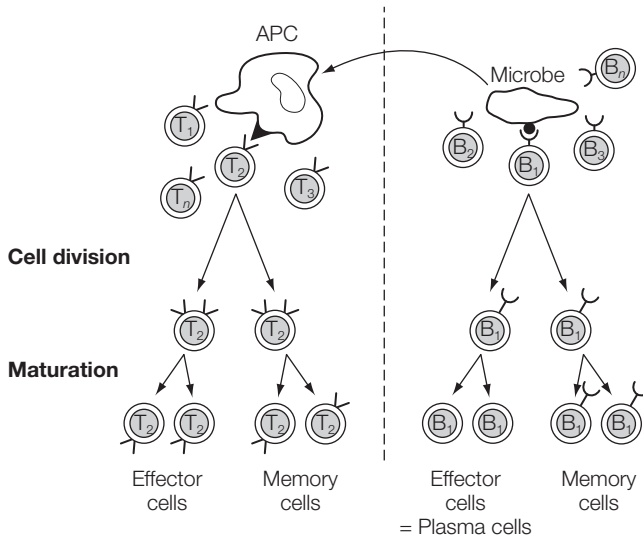 APC
Microbe
Bn
T1
T2
B2
B1
B3
Tn
T3
Cell division
T2 T2 B1 B1
Maturation
T2 T2 T2 T2 B1 B1 B1 B1
Effector cells
Memory cells
Effector cells
= Plasma cells
Memory cells